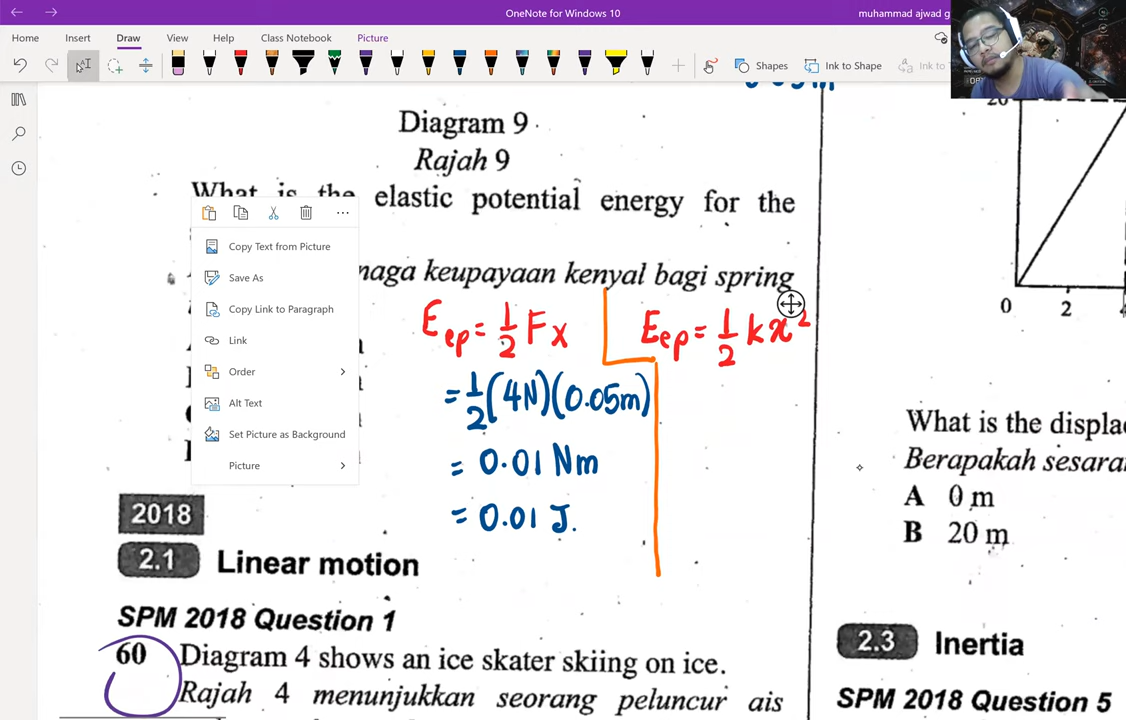 OneNote for Windows 10
muhammad ajwad g
Home Insert Draw View Help Class Notebook Picture
Shapes Ink to Shape Ink to
Diagram 9
Rajah 9
What is the elastic potential energy for the
naga keupayaan kenyal bagi spring
Copy Text from Picture
Save As
Copy Link to Paragraph
Link
Order
Alt Text
Set Picture as Background
Picture
Eep = 1/2 Fx
= 1/2 (4N)(0.05m)
= 0.01 Nm
= 0.01 J.
Eep = 1/2 kx²
2018
2.1 Linear motion
SPM 2018 Question 1
60 Diagram 4 shows an ice skater skiing on ice.
Rajah 4 menunjukkan seorang peluncur ais
20
0 2 4
What is the displa
Berapakah sesara
A 0 m
B 20 m
2.3 Inertia
SPM 2018 Question 5